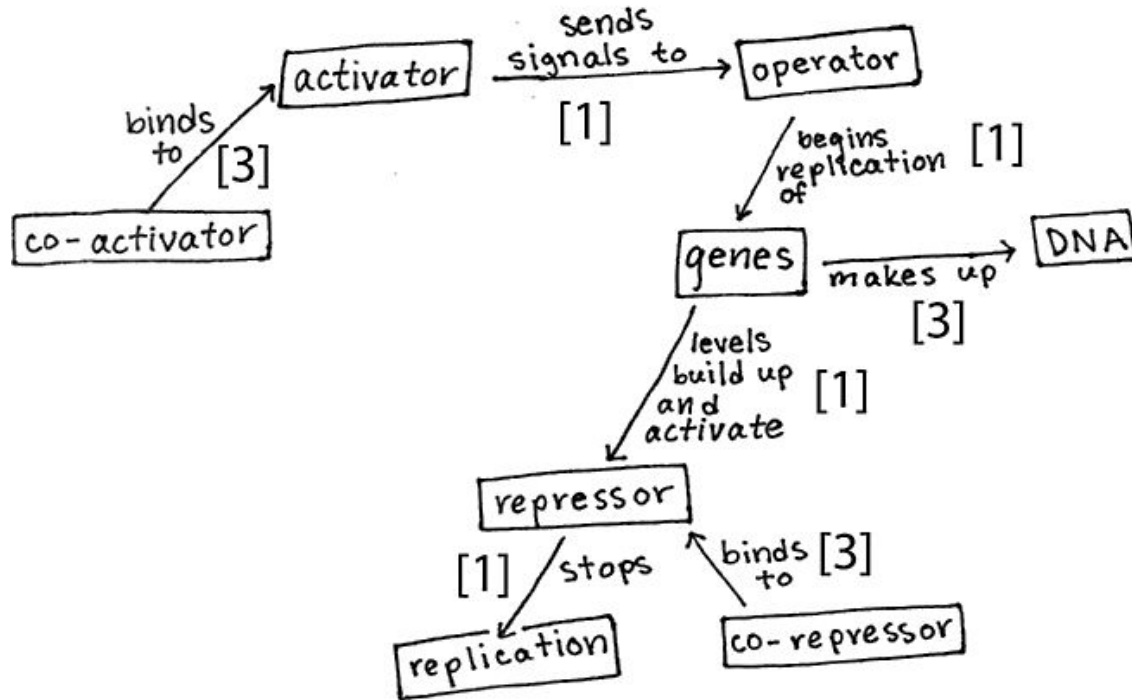 sends
signals to
activator
operator
[1]
binds
to
[3]
begins
replication
of
[1]
co-activator
genes
DNA
makes up
[3]
levels
build up
and
activate
[1]
repressor
[1]
stops
binds
to
[3]
replication
co-repressor